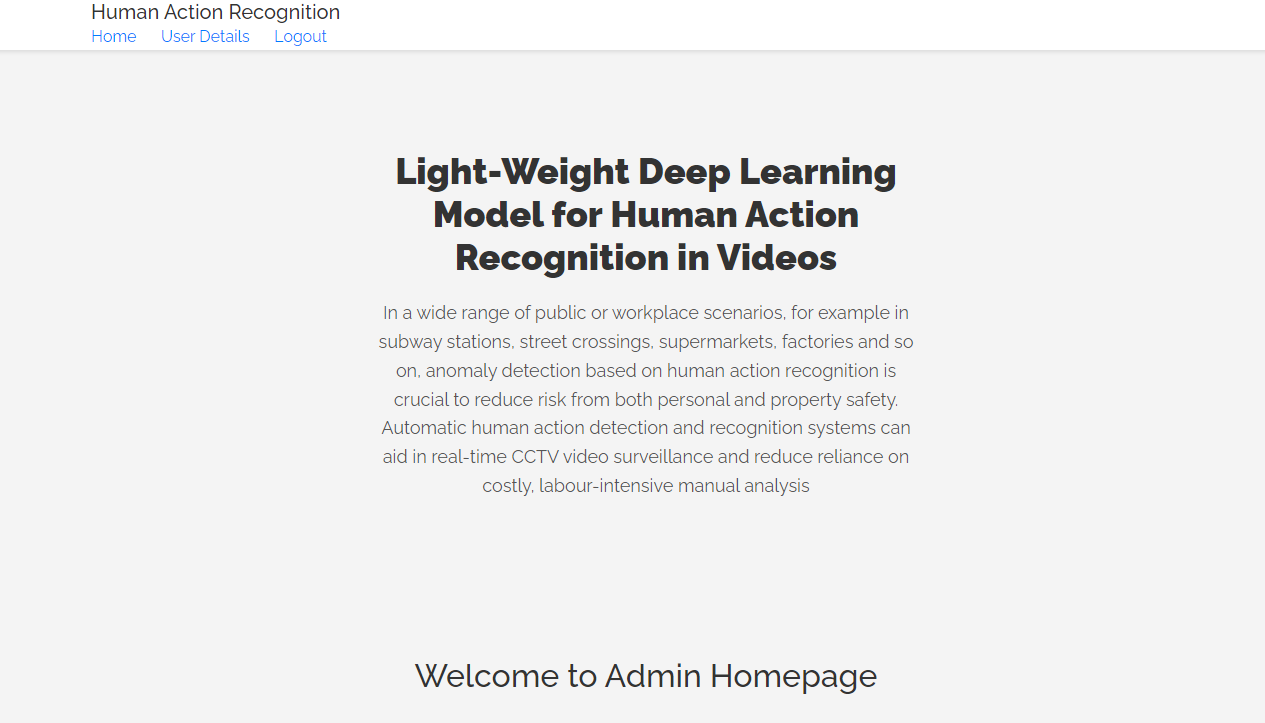 Human Action Recognition
Home User Details Logout
Light-Weight Deep Learning
Model for Human Action
Recognition in Videos
In a wide range of public or workplace scenarios, for example in
subway stations, street crossings, supermarkets, factories and so
on, anomaly detection based on human action recognition is
crucial to reduce risk from both personal and property safety.
Automatic human action detection and recognition systems can
aid in real-time CCTV video surveillance and reduce reliance on
costly, labour-intensive manual analysis
Welcome to Admin Homepage